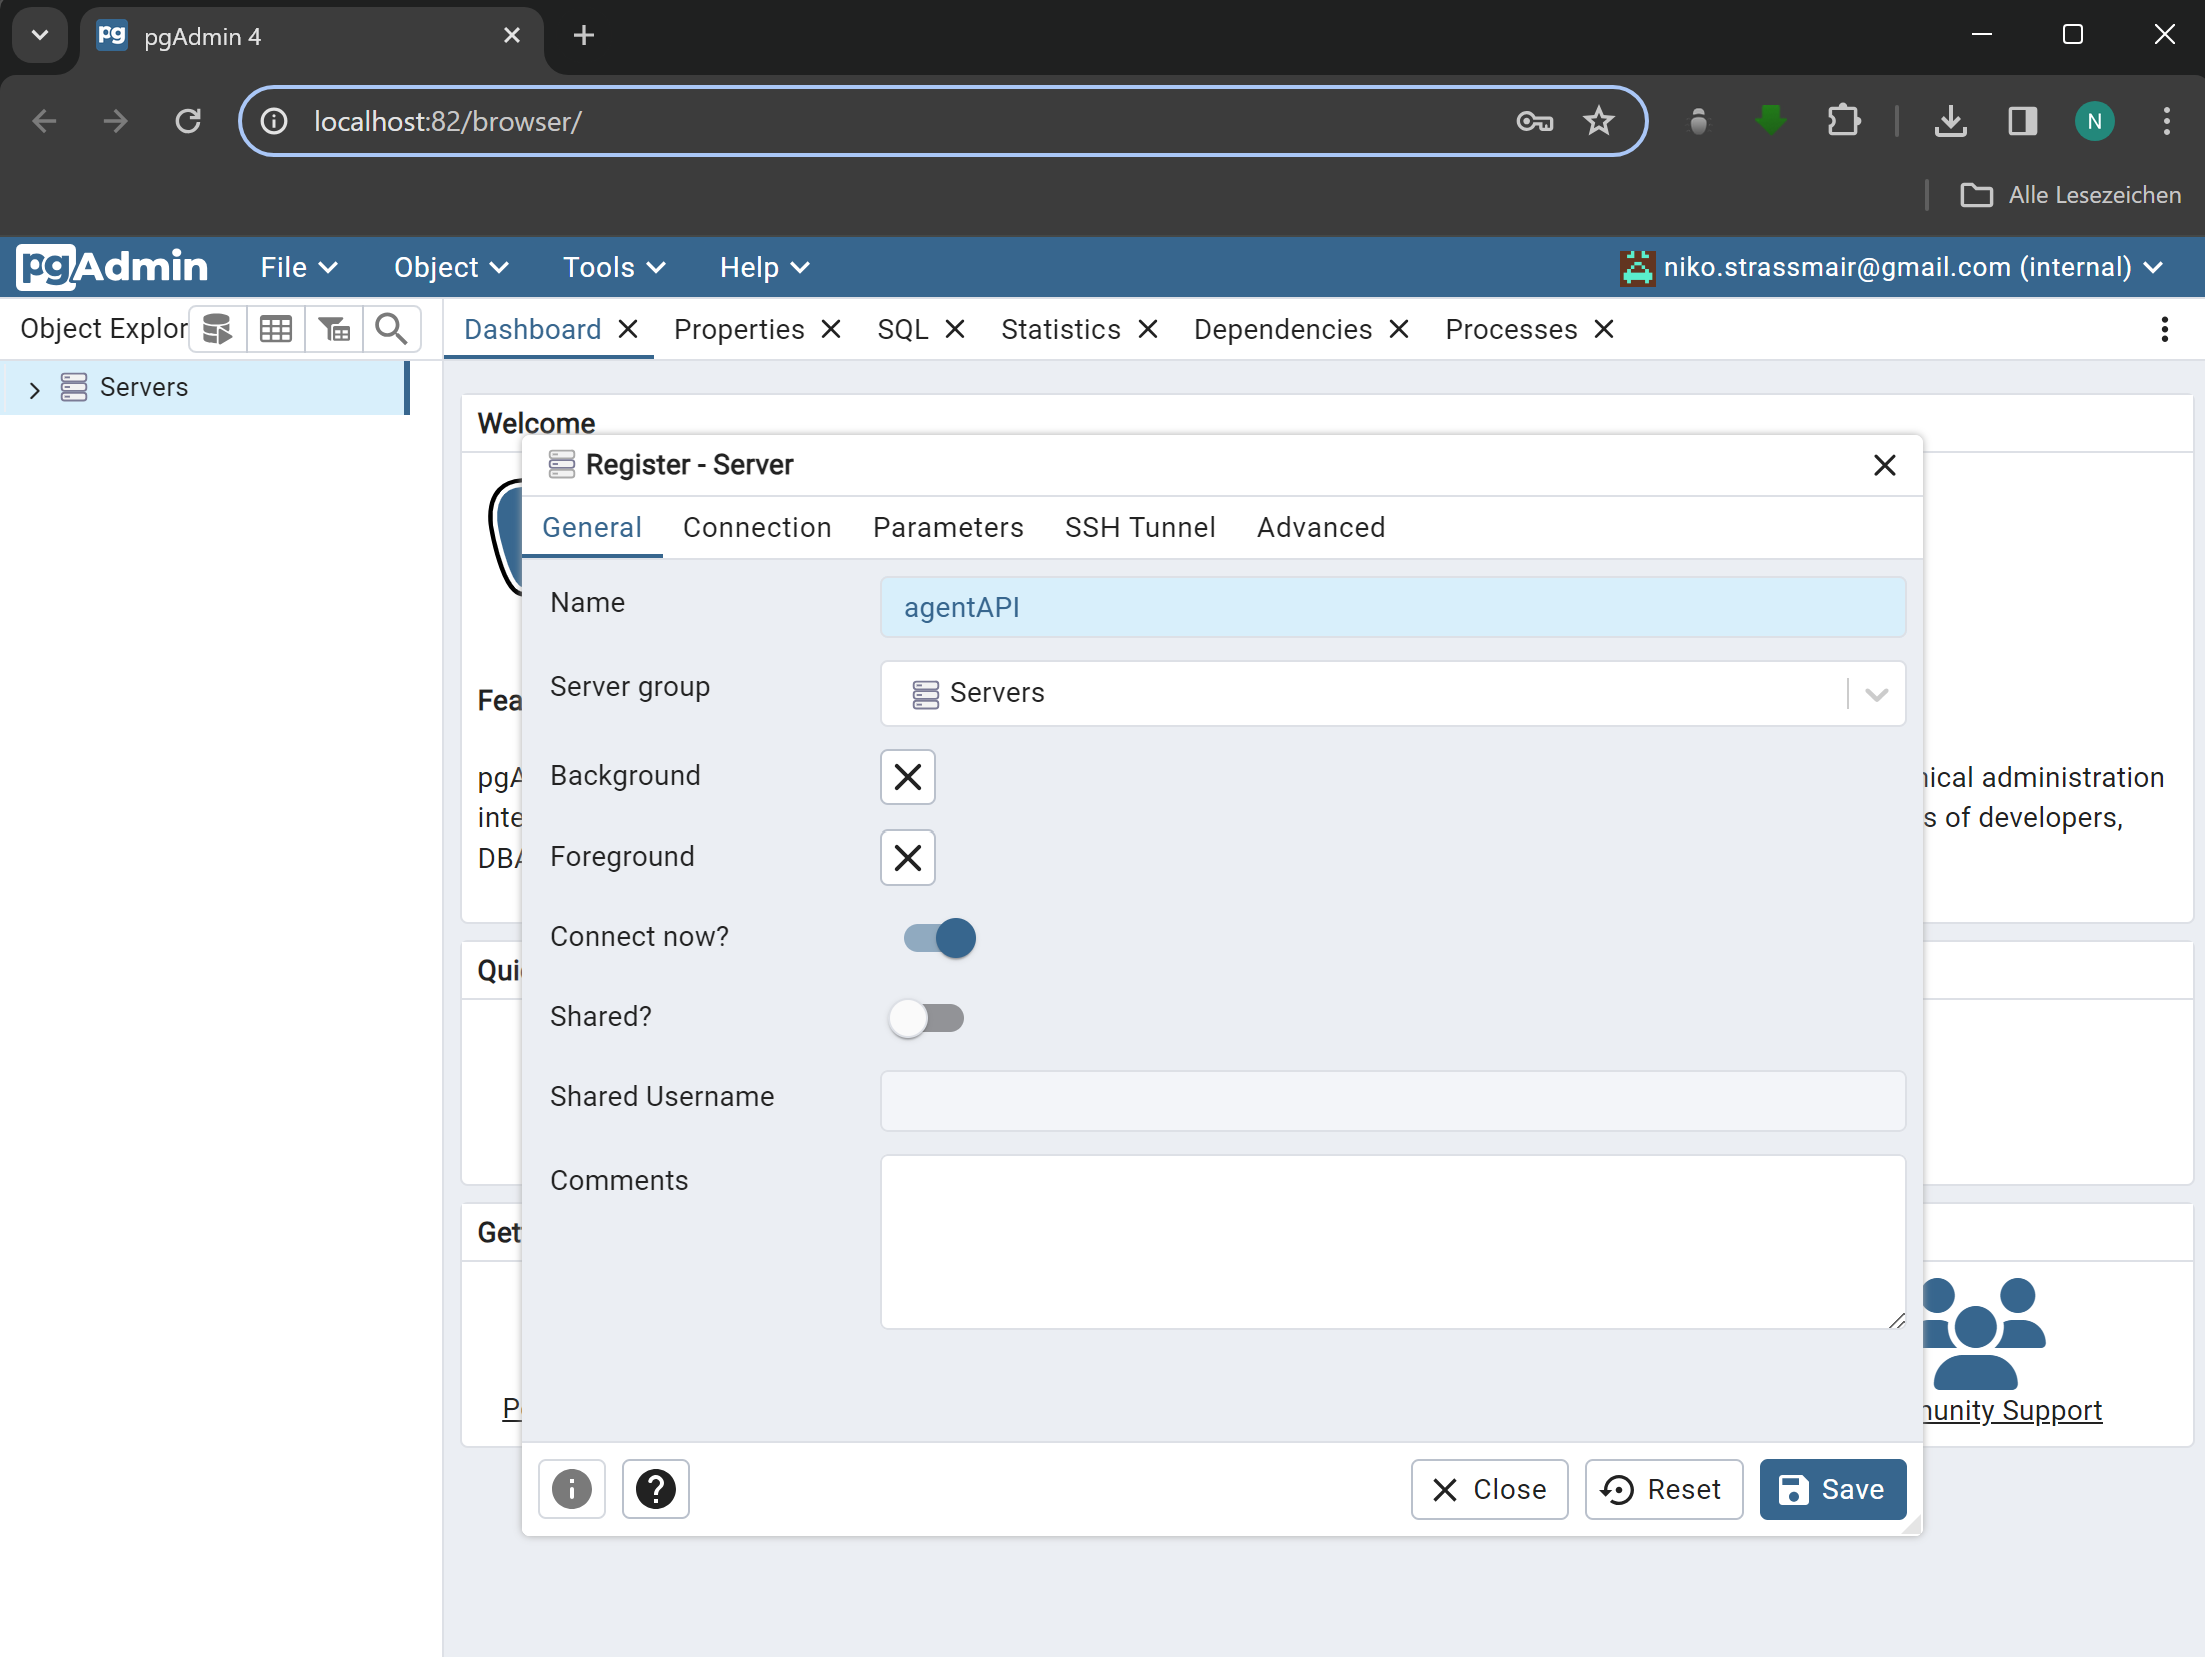 pg pgAdmin 4
localhost:82/browser/
N
Alle Lesezeichen
pgAdmin File Object Tools Help niko.strassmair@gmail.com (internal)
Object Explor Dashboard Properties SQL Statistics Dependencies Processes
Servers
Welcome
Register - Server
General Connection Parameters SSH Tunnel Advanced
Name agentAPI
Server group Servers
Fea
Background
pgA ical administration
inte s of developers,
Foreground
DBA
Connect now?
Qui
Shared?
Shared Username
Comments
Get
P unity Support
Close Reset Save